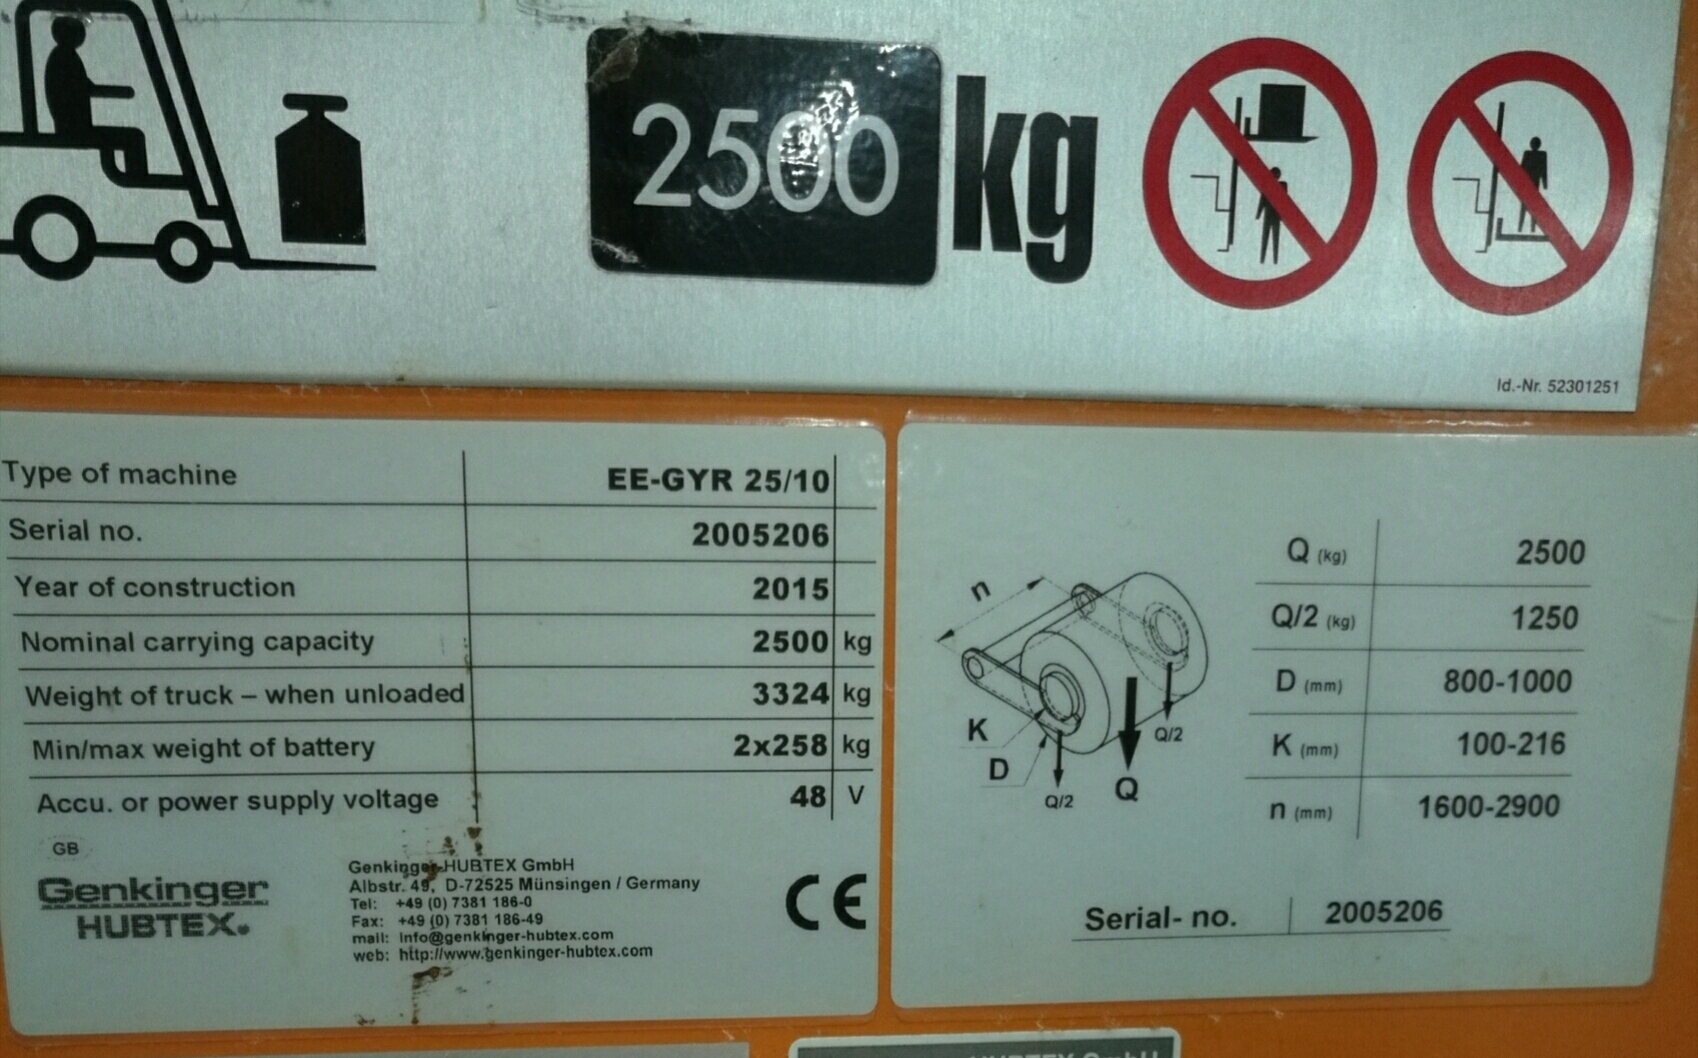 2500 kg
Id.-Nr. 52301251
Type of machine EE-GYR 25/10
Serial no. 2005206
Year of construction 2015
Nominal carrying capacity 2500 kg
Weight of truck – when unloaded 3324 kg
Min/max weight of battery 2x258 kg
Accu. or power supply voltage 48 V
GB
Genkinger
HUBTEX.
Genkinger-HUBTEX GmbH
Albstr. 49, D-72525 Münsingen / Germany
Tel: +49 (0) 7381 186-0
Fax: +49 (0) 7381 186-49
mail: Info@genkinger-hubtex.com
web: http://www.genkinger-hubtex.com
CE
n
K
D
Q/2
Q
Q/2
Q (kg) 2500
Q/2 (kg) 1250
D (mm) 800-1000
K (mm) 100-216
n (mm) 1600-2900
Serial- no. 2005206
HUBTEX GmbH